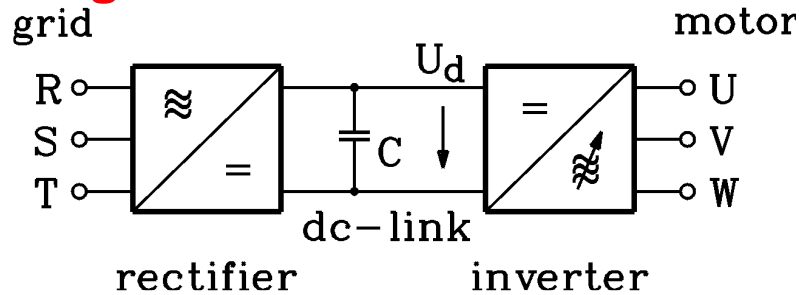 grid motor
R U_d U
S C V
T W
dc-link
rectifier inverter